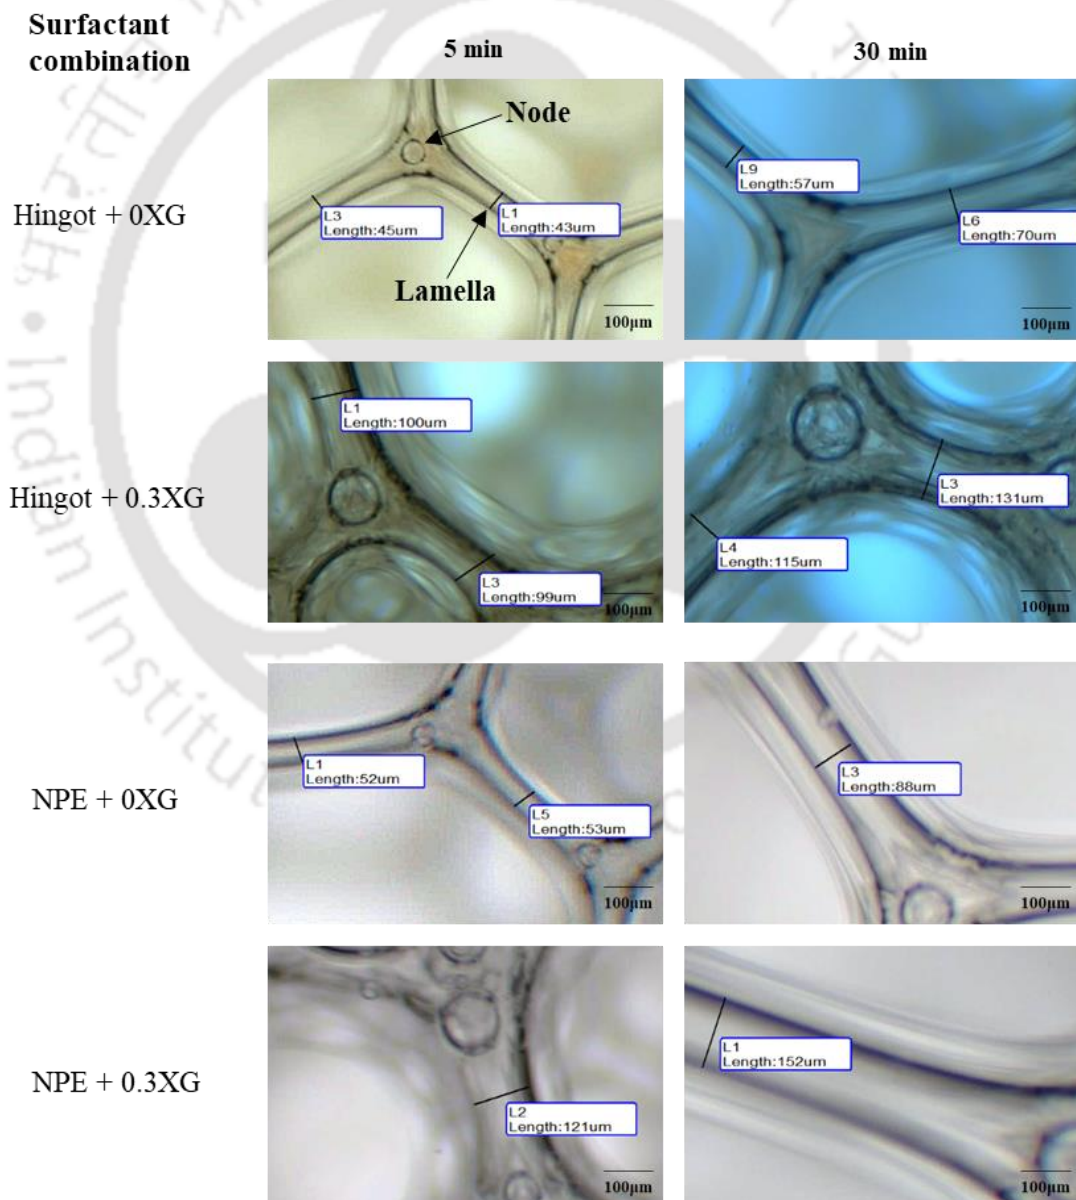 Surfactant
combination
5 min
30 min
Hingot + 0XG
Node
L3
Length:45um
L1
Length:43um
Lamella
100µm
L9
Length:57um
L6
Length:70um
100µm
Hingot + 0.3XG
L1
Length:100um
L3
Length:99um
100µm
L3
Length:131um
L4
Length:115um
100µm
NPE + 0XG
L1
Length:52um
L5
Length:53um
100µm
L3
Length:88um
100µm
NPE + 0.3XG
L2
Length:121um
100µm
L1
Length:152um
100µm
Indian Institut